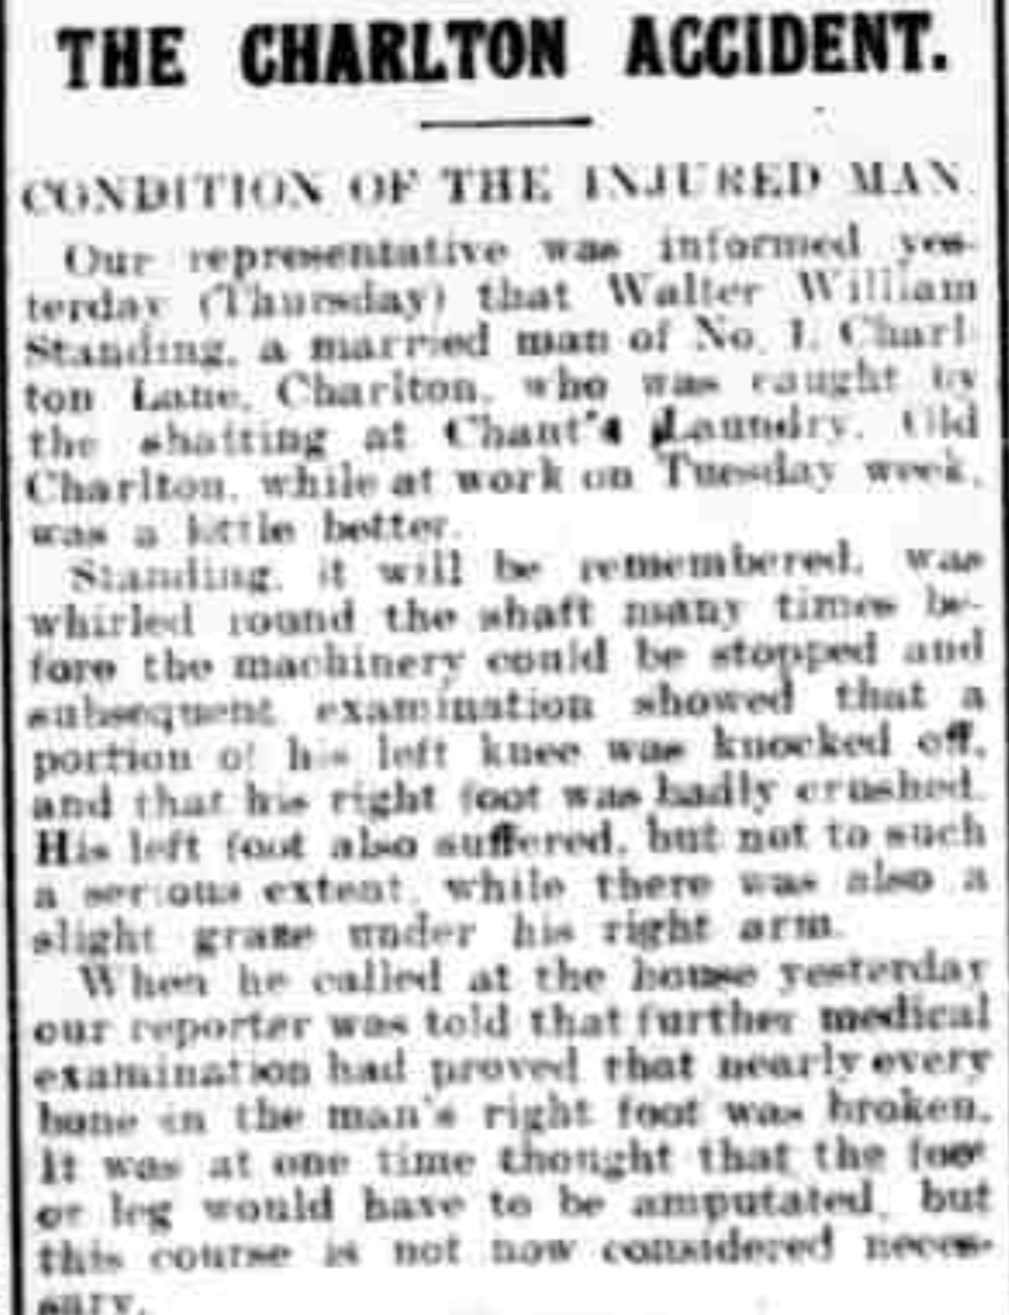 THE CHARLTON ACCIDENT.
CONDITION OF THE INJURED MAN.
Our representative was informed yes-
terday (Thursday) that Walter William
Standing, a married man of No. 1, Charl-
ton Lane, Charlton, who was caught by
the shafting at Chant's Laundry, Old
Charlton, while at work on Tuesday week,
was a little better.
Standing, it will be remembered, was
whirled round the shaft many times be-
fore the machinery could be stopped and
subsequent examination showed that a
portion of his left knee was knocked off,
and that his right foot was badly crushed.
His left foot also suffered, but not to such
a serious extent, while there was also a
slight graze under his right arm.
When he called at the house yesterday
our reporter was told that further medical
examination had proved that nearly every
bone in the man's right foot was broken.
It was at one time thought that the foot
or leg would have to be amputated, but
this course is not now considered neces-
sary.